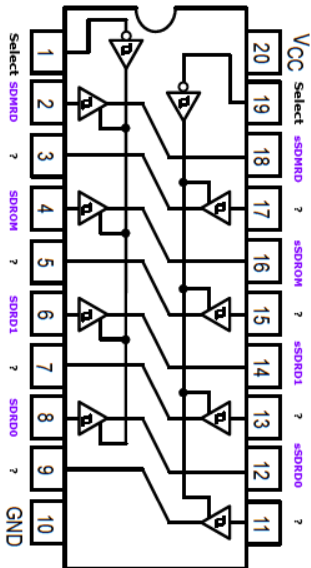 Select 1 20 VCC
SDMRD 2 19 Select
? 3 18 sSDMRD
SDROM 4 17 ?
? 5 16 sSDROM
SDRD1 6 15 ?
? 7 14 sSDRD1
SDRD0 8 13 ?
? 9 12 sSDRD0
GND 10 11 ?